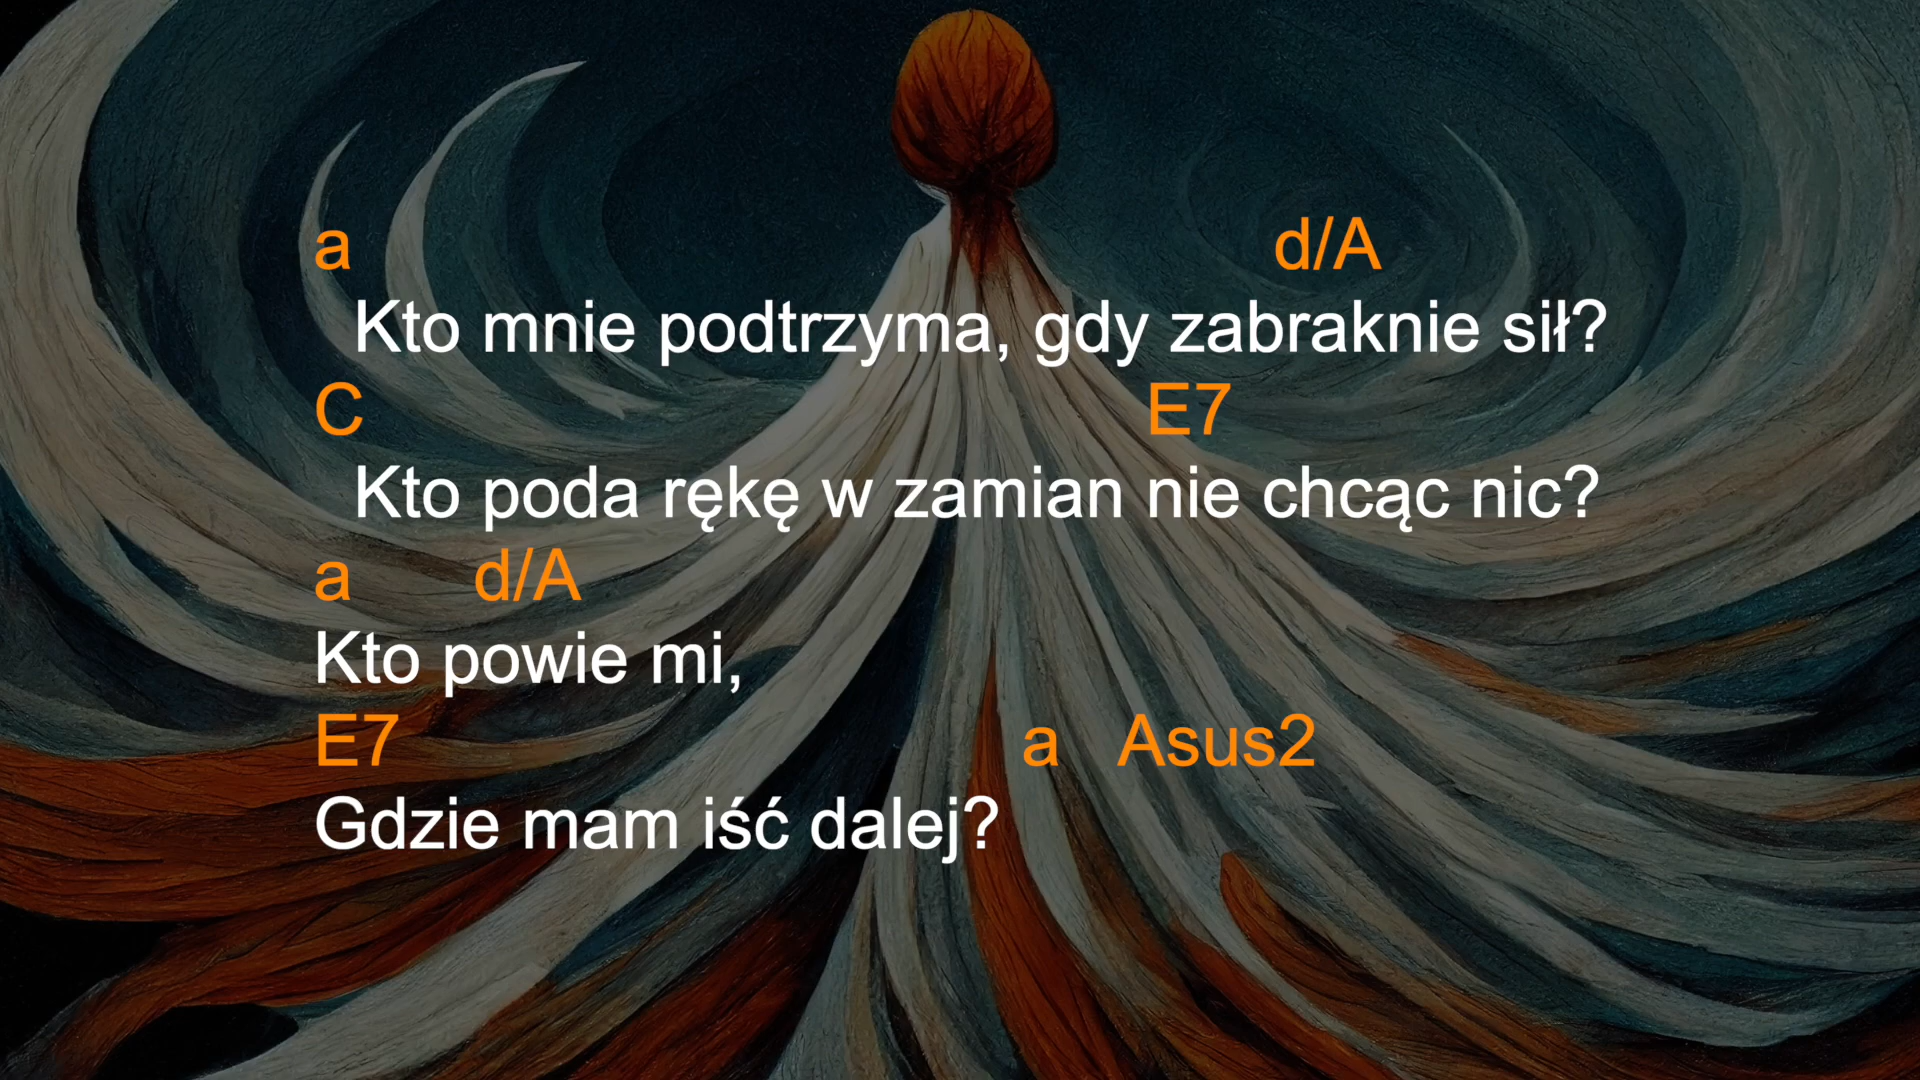 a d/A
Kto mnie podtrzyma, gdy zabraknie sił?
C E7
Kto poda rękę w zamian nie chcąc nic?
a d/A
Kto powie mi,
E7 a Asus2
Gdzie mam iść dalej?